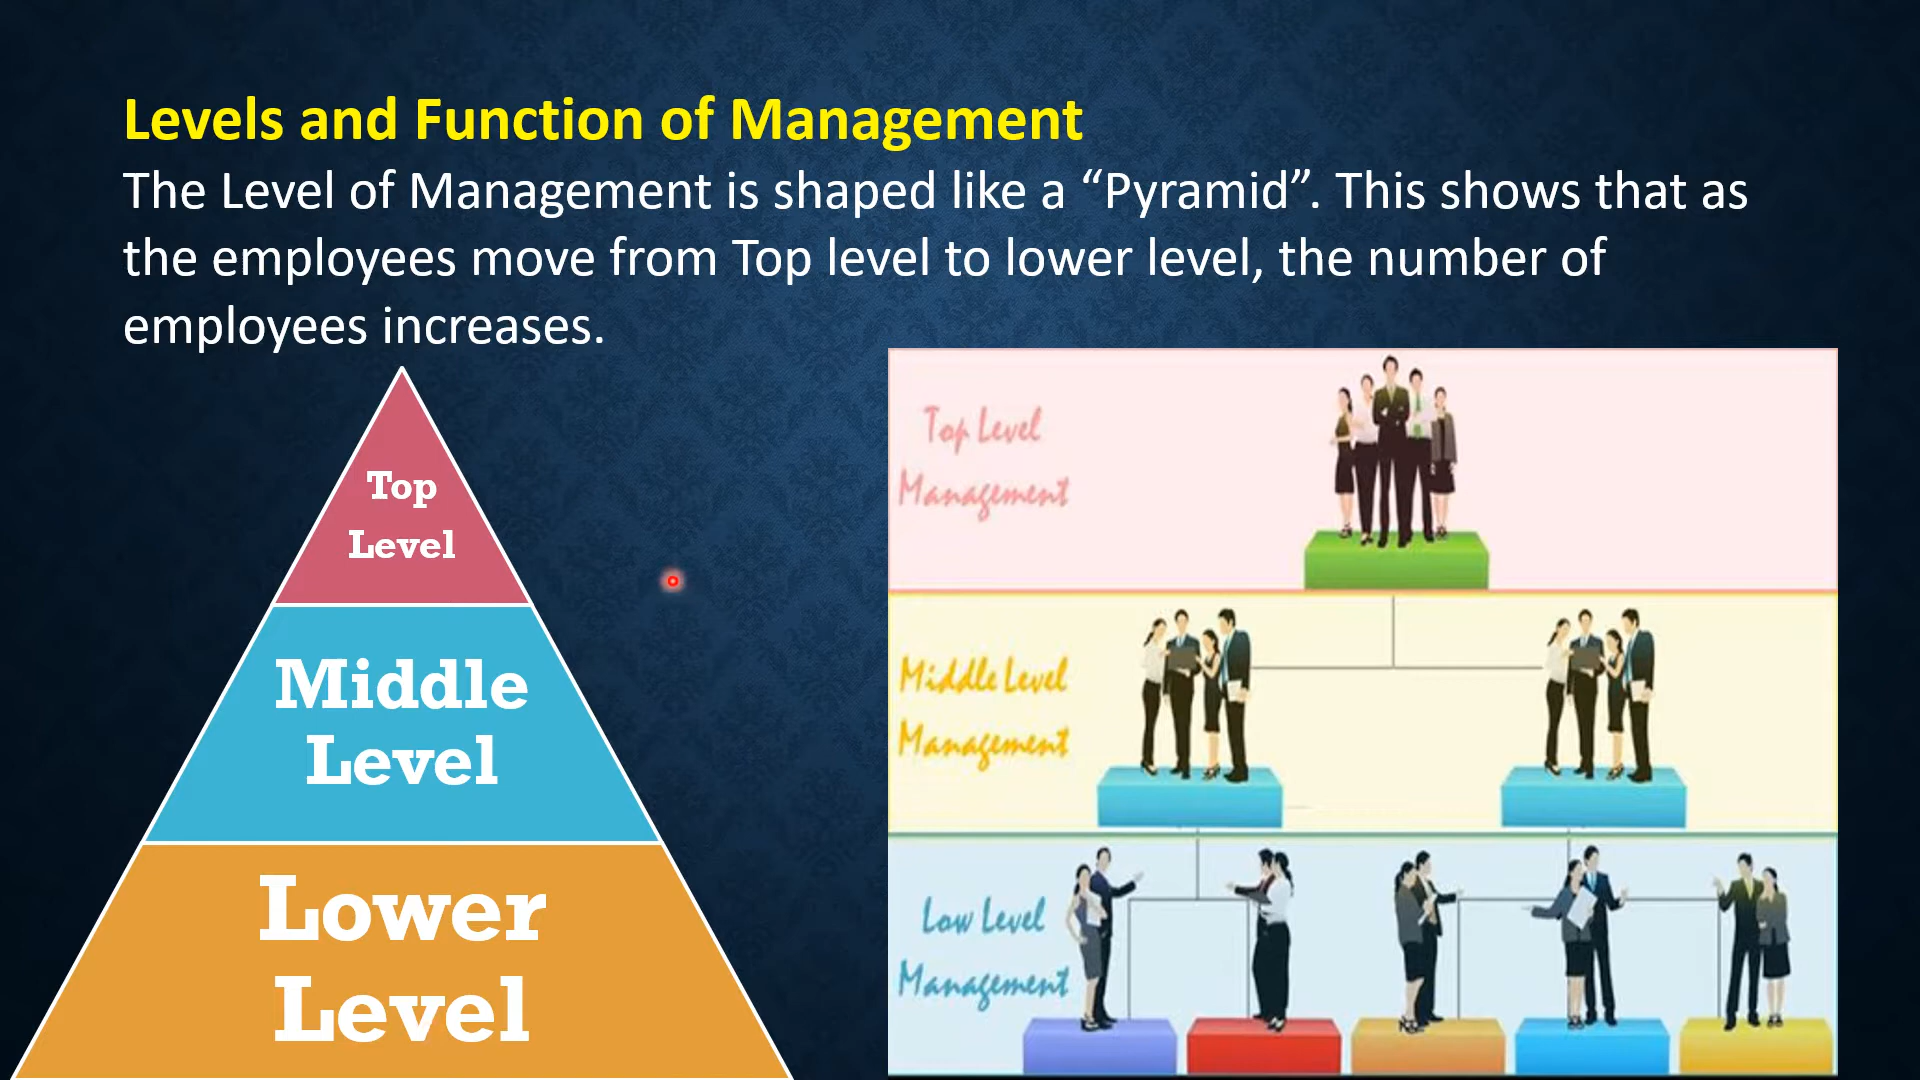 Levels and Function of Management
The Level of Management is shaped like a “Pyramid”. This shows that as
the employees move from Top level to lower level, the number of
employees increases.
Top
Level
Middle
Level
Lower
Level
Top Level
Management
Middle Level
Management
Low Level
Management